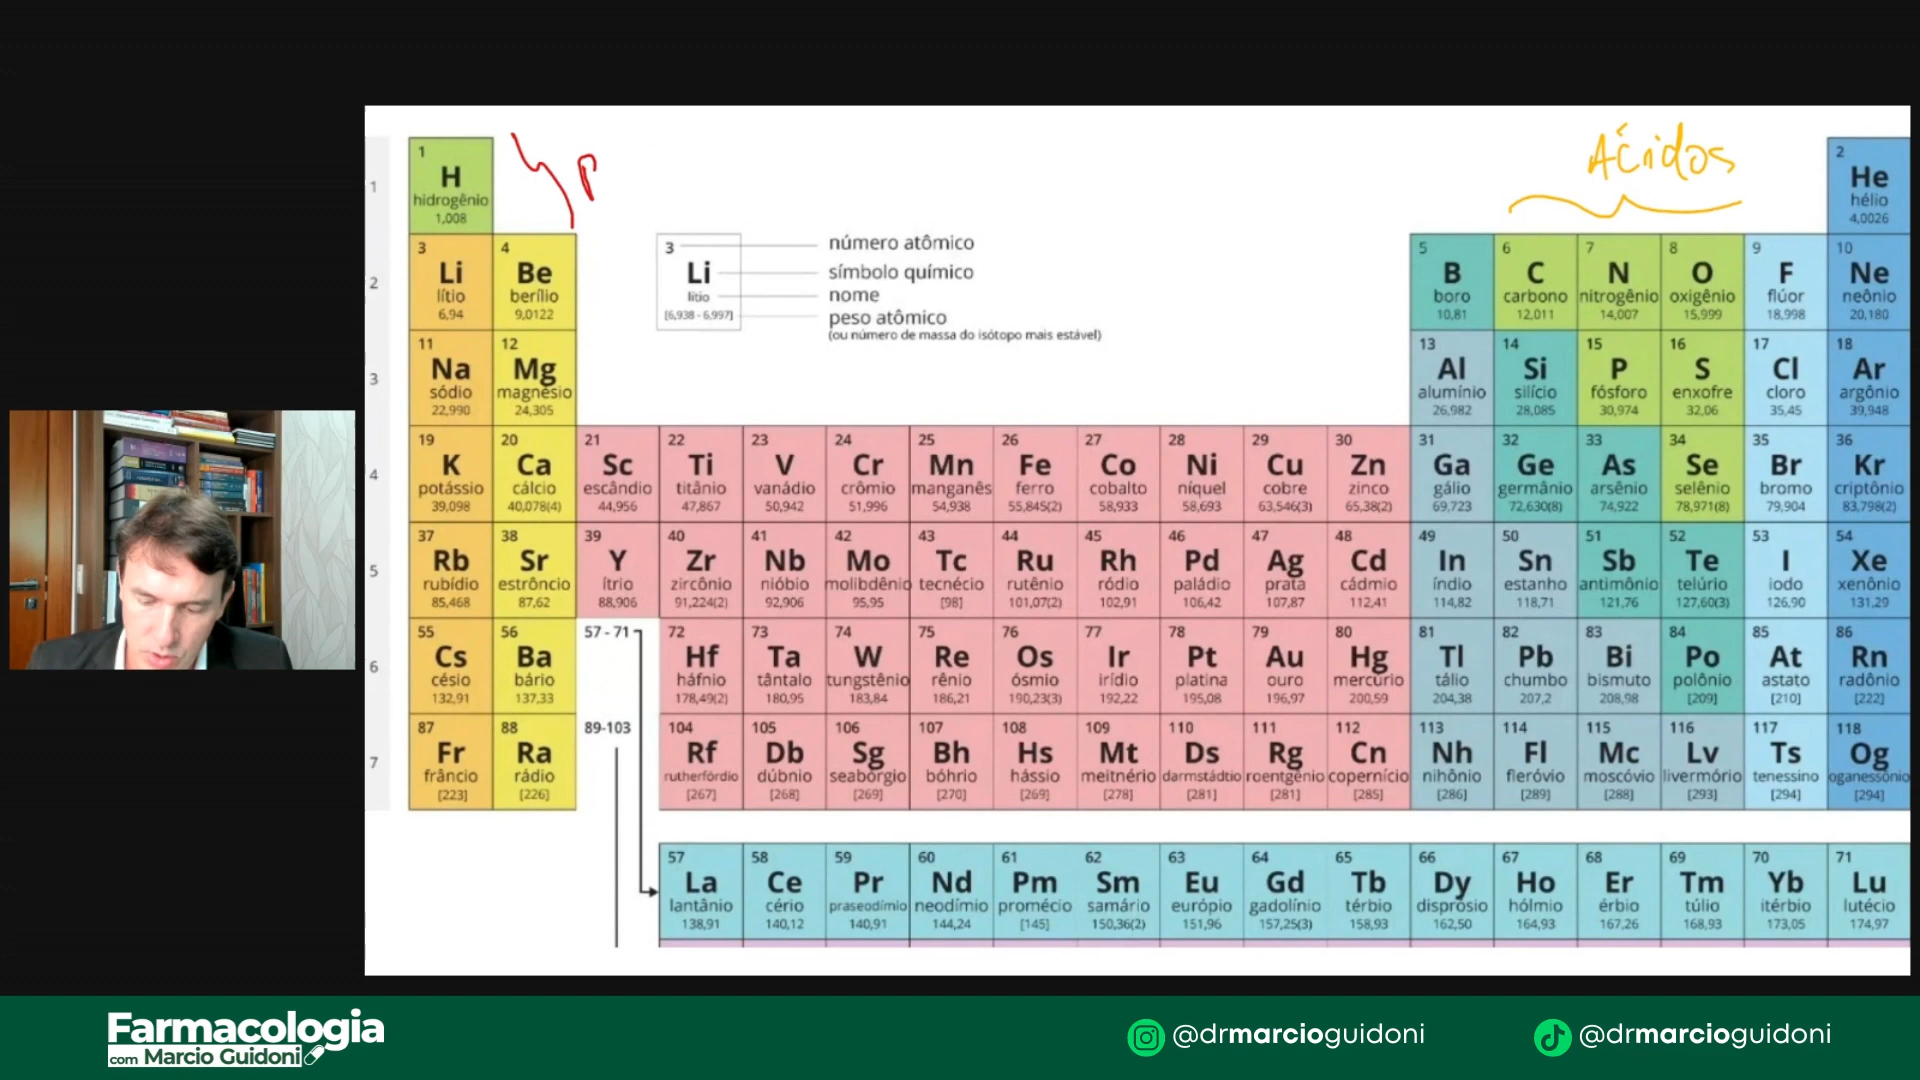 Ácidos
1 H hidrogênio 1,008
2 He hélio 4,0026
1
3 Li lítio 6,94
4 Be berílio 9,0122
3 Li lítio [6,938 - 6,997]
número atômico
símbolo químico
nome
peso atômico
(ou número de massa do isótopo mais estável)
5 B boro 10,81
6 C carbono 12,011
7 N nitrogênio 14,007
8 O oxigênio 15,999
9 F flúor 18,998
10 Ne neônio 20,180
2
11 Na sódio 22,990
12 Mg magnésio 24,305
13 Al alumínio 26,982
14 Si silício 28,085
15 P fósforo 30,974
16 S enxofre 32,06
17 Cl cloro 35,45
18 Ar argônio 39,948
3
19 K potássio 39,098
20 Ca cálcio 40,078(4)
21 Sc escândio 44,956
22 Ti titânio 47,867
23 V vanádio 50,942
24 Cr crômio 51,996
25 Mn manganês 54,938
26 Fe ferro 55,845(2)
27 Co cobalto 58,933
28 Ni níquel 58,693
29 Cu cobre 63,546(3)
30 Zn zinco 65,38(2)
31 Ga gálio 69,723
32 Ge germânio 72,630(8)
33 As arsênio 74,922
34 Se selênio 78,971(8)
35 Br bromo 79,904
36 Kr criptônio 83,798(2)
4
37 Rb rubídio 85,468
38 Sr estrôncio 87,62
39 Y ítrio 88,906
40 Zr zircônio 91,224(2)
41 Nb nióbio 92,906
42 Mo molibdênio 95,95
43 Tc tecnécio [98]
44 Ru rutênio 101,07(2)
45 Rh ródio 102,91
46 Pd paládio 106,42
47 Ag prata 107,87
48 Cd cádmio 112,41
49 In índio 114,82
50 Sn estanho 118,71
51 Sb antimônio 121,76
52 Te telúrio 127,60(3)
53 I iodo 126,90
54 Xe xenônio 131,29
5
55 Cs césio 132,91
56 Ba bário 137,33
57 - 71
72 Hf háfnio 178,49(2)
73 Ta tântalo 180,95
74 W tungstênio 183,84
75 Re rênio 186,21
76 Os ósmio 190,23(3)
77 Ir irídio 192,22
78 Pt platina 195,08
79 Au ouro 196,97
80 Hg mercúrio 200,59
81 Tl tálio 204,38
82 Pb chumbo 207,2
83 Bi bismuto 208,98
84 Po polônio [209]
85 At astato [210]
86 Rn radônio [222]
6
87 Fr frâncio [223]
88 Ra rádio [226]
89-103
104 Rf rutherfórdio [267]
105 Db dúbnio [268]
106 Sg seabórgio [269]
107 Bh bóhrio [270]
108 Hs hássio [269]
109 Mt meitnério [278]
110 Ds darmstádtio [281]
111 Rg roentgênio [281]
112 Cn copernício [285]
113 Nh nihônio [286]
114 Fl fleróvio [289]
115 Mc moscóvio [288]
116 Lv livermório [293]
117 Ts tenessino [294]
118 Og oganessônio [294]
7
57 La lantânio 138,91
58 Ce cério 140,12
59 Pr praseodímio 140,91
60 Nd neodímio 144,24
61 Pm promécio [145]
62 Sm samário 150,36(2)
63 Eu európio 151,96
64 Gd gadolínio 157,25(3)
65 Tb térbio 158,93
66 Dy disprósio 162,50
67 Ho hólmio 164,93
68 Er érbio 167,26
69 Tm túlio 168,93
70 Yb itérbio 173,05
71 Lu lutécio 174,97
Farmacologia
com Marcio Guidoni
@drmarcioguidoni
@drmarcioguidoni